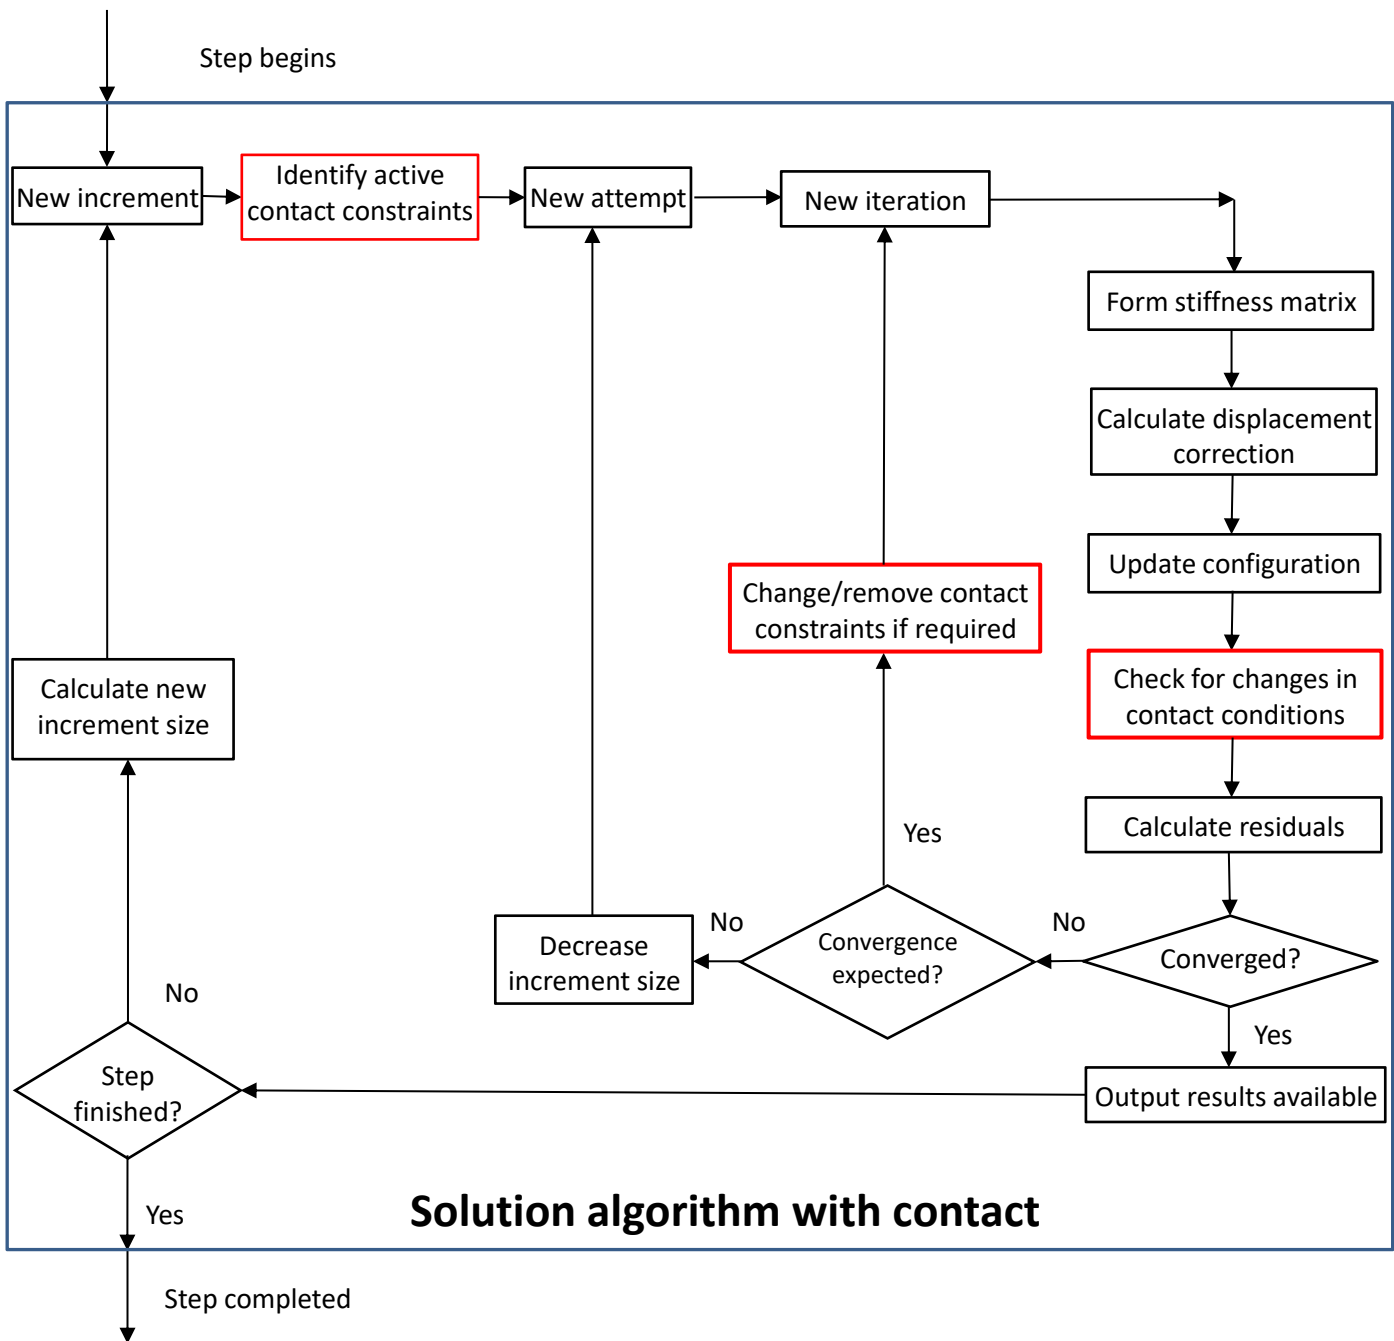 Step begins
New increment
Identify active
contact constraints
New attempt
New iteration
Form stiffness matrix
Calculate displacement
correction
Update configuration
Change/remove contact
constraints if required
Check for changes in
contact conditions
Calculate new
increment size
Calculate residuals
Yes
No
No
Decrease
increment size
Convergence
expected?
Converged?
No
Yes
Step
finished?
Output results available
Yes
Solution algorithm with contact
Step completed